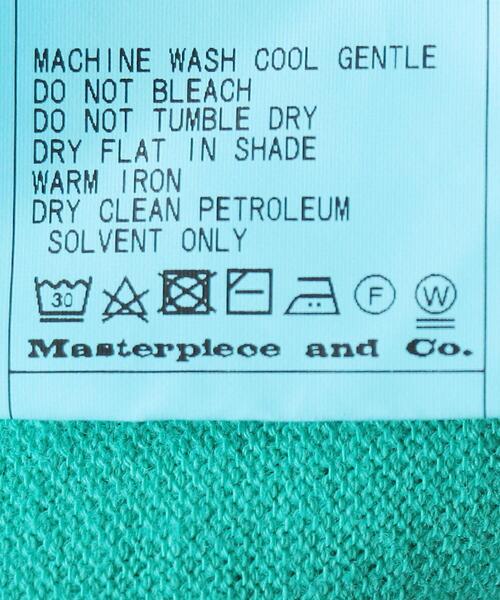 MACHINE WASH COOL GENTLE
DO NOT BLEACH
DO NOT TUMBLE DRY
DRY FLAT IN SHADE
WARM IRON
DRY CLEAN PETROLEUM
SOLVENT ONLY
30 F W
Masterpiece and Co.